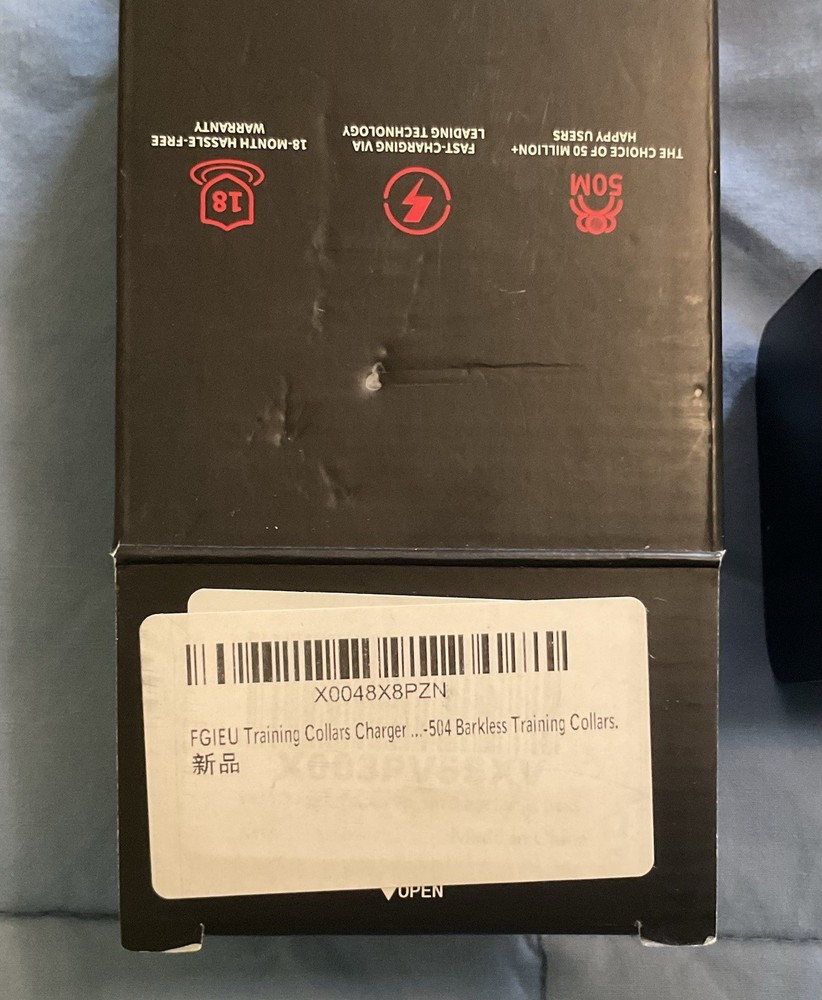 18-MONTH HASSLE-FREE
WARRANTY
18
FAST-CHARGING VIA
LEADING TECHNOLOGY
THE CHOICE OF 50 MILLION+
HAPPY USERS
50M
X0048X8PZN
FGIEU Training Collars Charger ...-504 Barkless Training Collars.
新品
OPEN